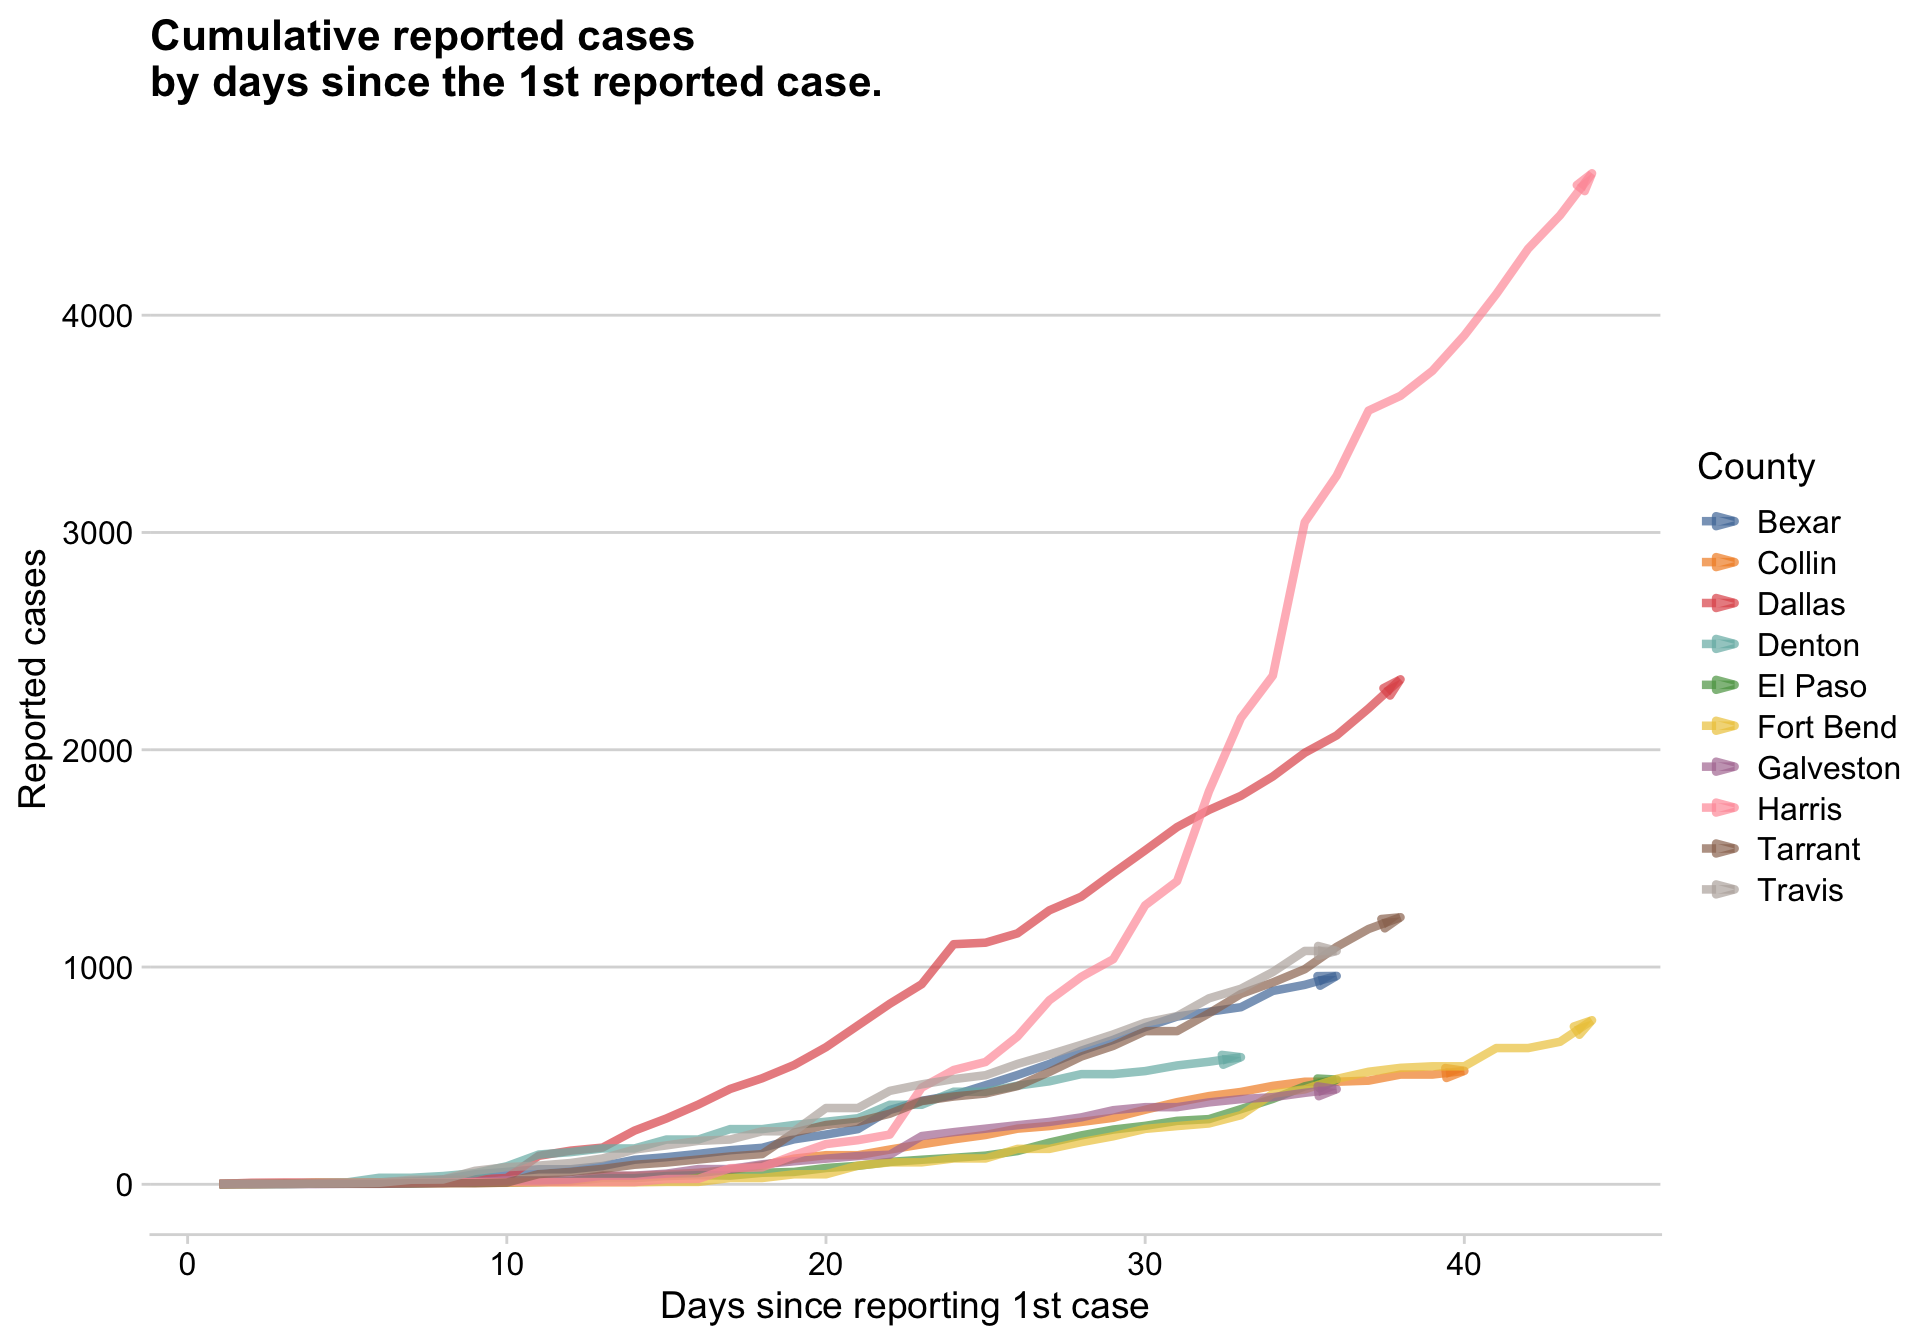 Cumulative reported cases
by days since the 1st reported case.
Reported cases
4000
3000
2000
1000
0
0
10
20
30
40
Days since reporting 1st case
County
Bexar
Collin
Dallas
Denton
El Paso
Fort Bend
Galveston
Harris
Tarrant
Travis